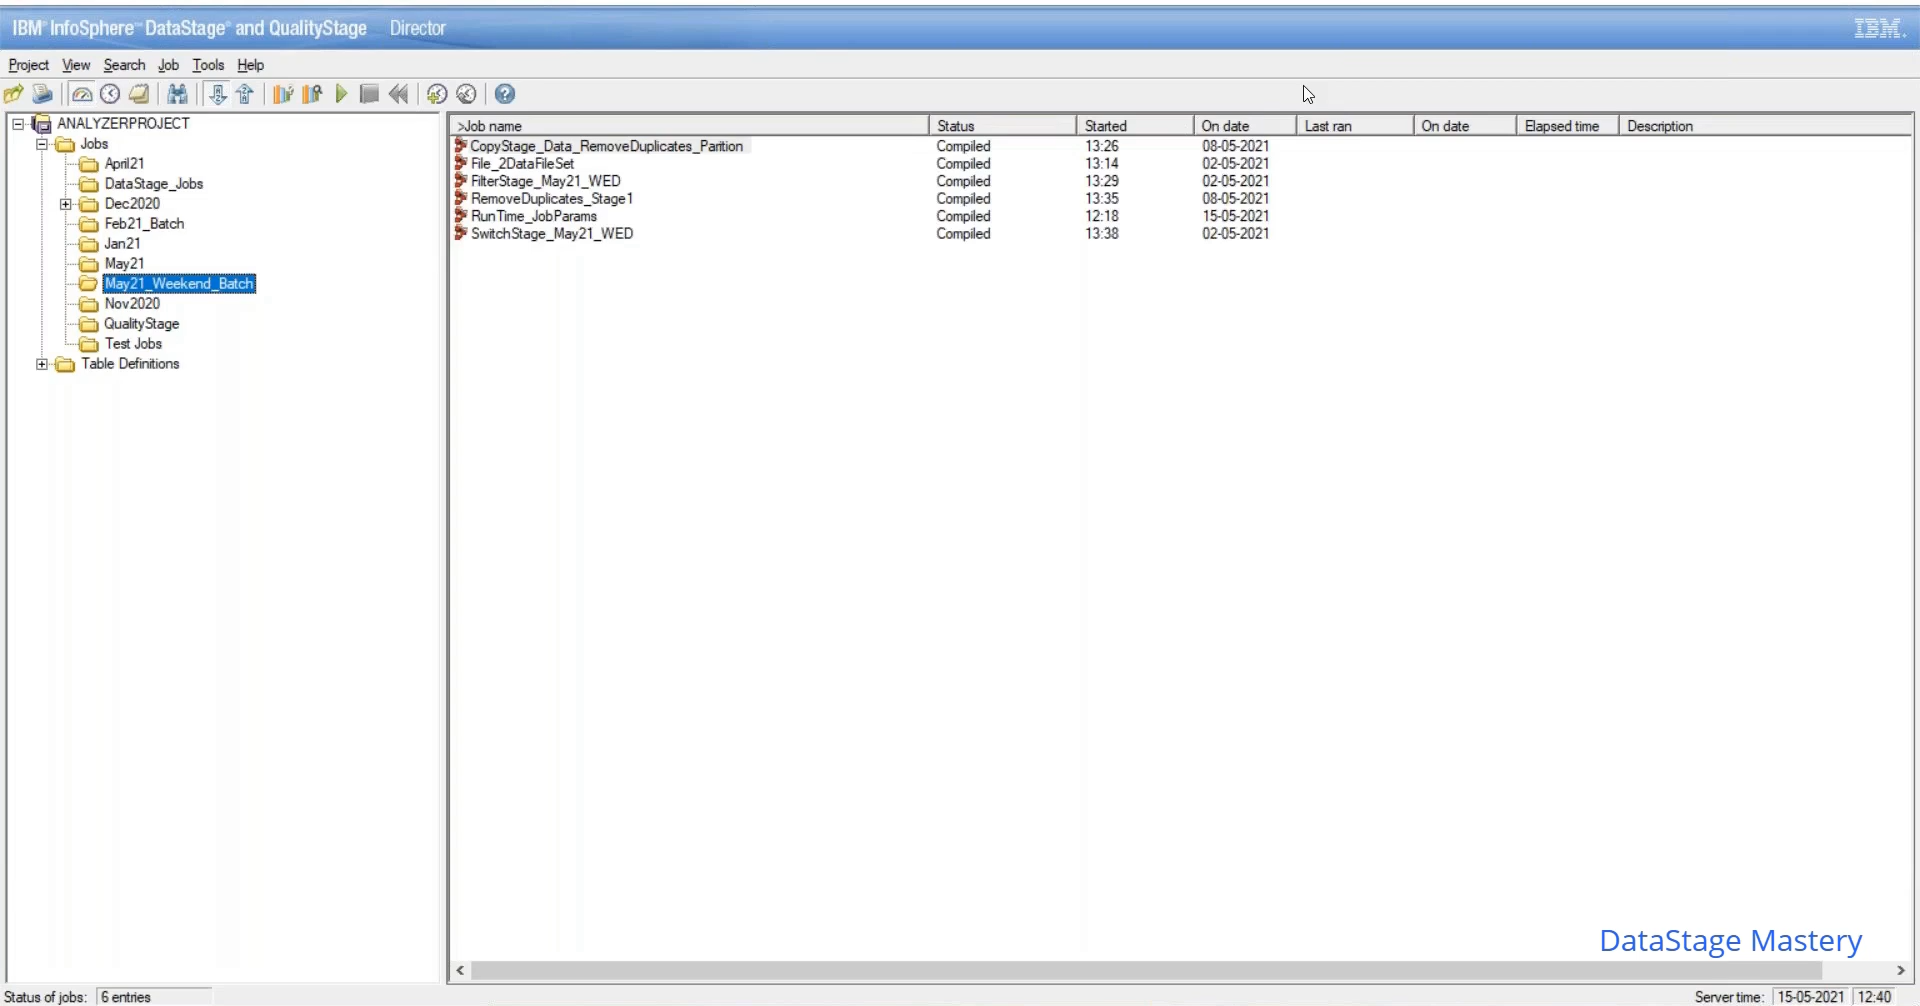 IBM® InfoSphere™ DataStage® and QualityStage Director IBM.
Project View Search Job Tools Help
ANALYZERPROJECT
Jobs
April21
DataStage_Jobs
Dec2020
Feb21_Batch
Jan21
May21
May21_Weekend_Batch
Nov2020
QualityStage
Test Jobs
Table Definitions
>Job name Status Started On date Last ran On date Elapsed time Description
CopyStage_Data_RemoveDuplicates_Parition Compiled 13:26 08-05-2021
File_2DataFileSet Compiled 13:14 02-05-2021
FilterStage_May21_WED Compiled 13:29 02-05-2021
RemoveDuplicates_Stage1 Compiled 13:35 08-05-2021
RunTime_JobParams Compiled 12:18 15-05-2021
SwitchStage_May21_WED Compiled 13:38 02-05-2021
DataStage Mastery
Status of jobs: 6 entries Server time: 15-05-2021 12:40